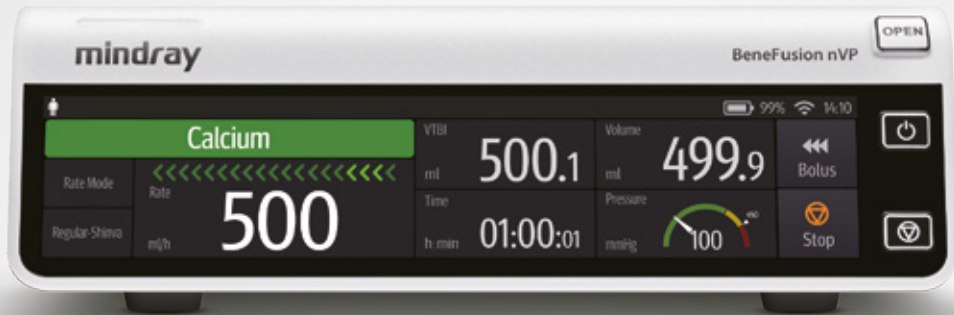 mindray
BeneFusion nVP
OPEN
99% 14:10
Calcium
Rate Mode
Regular-Shinva
Rate
ml/h
500
VTBI
ml
500.1
Volume
ml
499.9
Time
h: min
01:00:01
Pressure
mmHg
100
Bolus
Stop